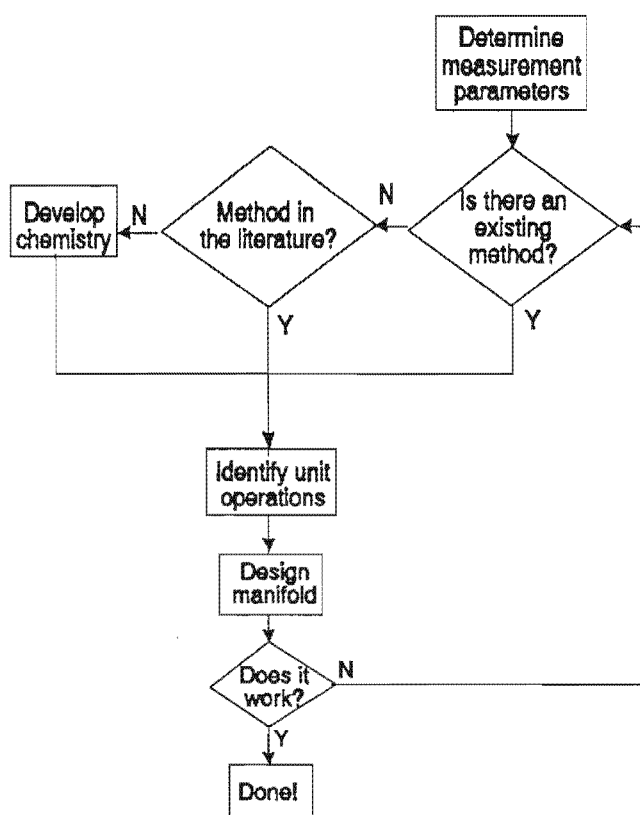 Determine
measurement
parameters
Is there an
existing
method?
N
Y
Method in
the literature?
N
Y
Develop
chemistry
Identify unit
operations
Design
manifold
Does it
work?
N
Y
Done!